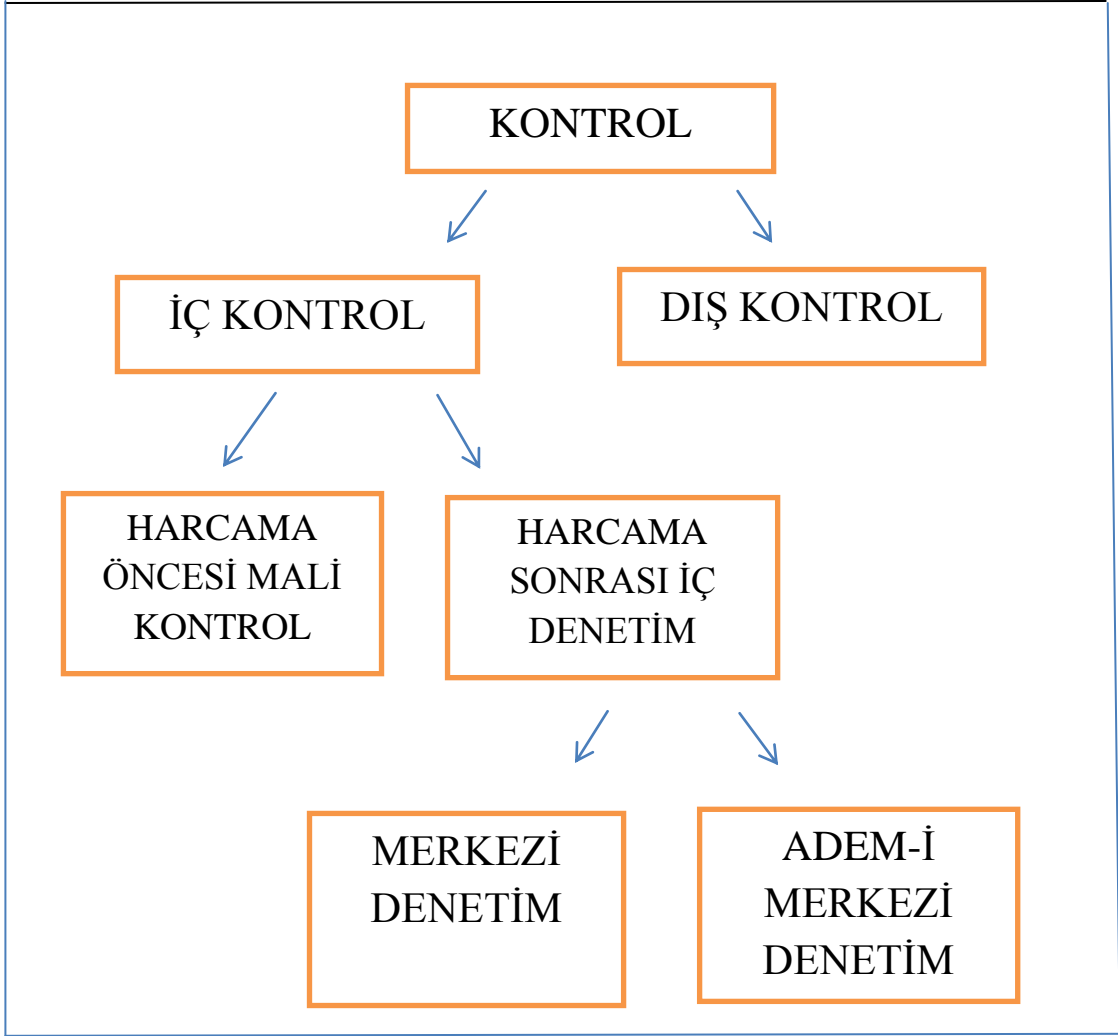 KONTROL
İÇ KONTROL
DIŞ KONTROL
HARCAMA
ÖNCESİ MALİ
KONTROL
HARCAMA
SONRASI İÇ
DENETİM
MERKEZİ
DENETİM
ADEM-İ
MERKEZİ
DENETİM